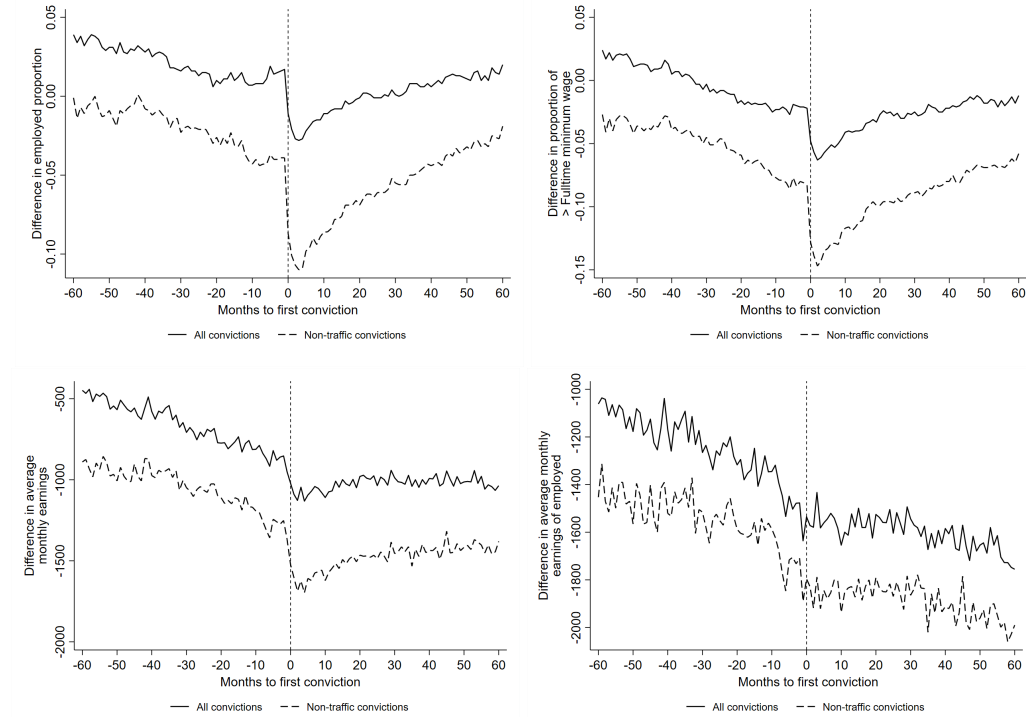 Difference in employed proportion
0.05
0.00
-0.05
-0.10
-60 -50 -40 -30 -20 -10 0 10 20 30 40 50 60
Months to first conviction
All convictions Non-traffic convictions
Difference in proportion of
> Fulltime minimum wage
0.05
0.00
-0.05
-0.10
-0.15
-60 -50 -40 -30 -20 -10 0 10 20 30 40 50 60
Months to first conviction
All convictions Non-traffic convictions
Difference in average
monthly earnings
-500
-1000
-1500
-2000
-60 -50 -40 -30 -20 -10 0 10 20 30 40 50 60
Months to first conviction
All convictions Non-traffic convictions
Difference in average monthly
earnings of employed
-1000
-1200
-1400
-1600
-1800
-2000
-60 -50 -40 -30 -20 -10 0 10 20 30 40 50 60
Months to first conviction
All convictions Non-traffic convictions